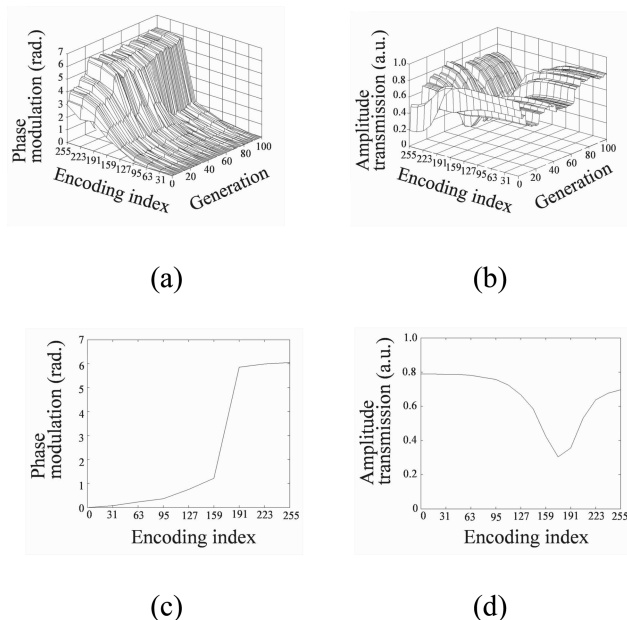 Phase
modulation (rad.)
7
6
5
4
3
2
1
0
255
223
191
159
127
95
63
31
0
Encoding index
20
40
60
80
100
Generation
(a)
Amplitude
transmission (a.u.)
1.0
0.8
0.6
0.4
0.2
0
255
223
191
159
127
95
63
31
0
Encoding index
20
40
60
80
100
Generation
(b)
Phase
modulation (rad.)
7
6
5
4
3
2
1
0
0 31 63 95 127 159 191 223 255
Encoding index
(c)
Amplitude
transmission (a.u.)
1.0
0.8
0.6
0.4
0.2
0
0 31 63 95 127 159 191 223 255
Encoding index
(d)